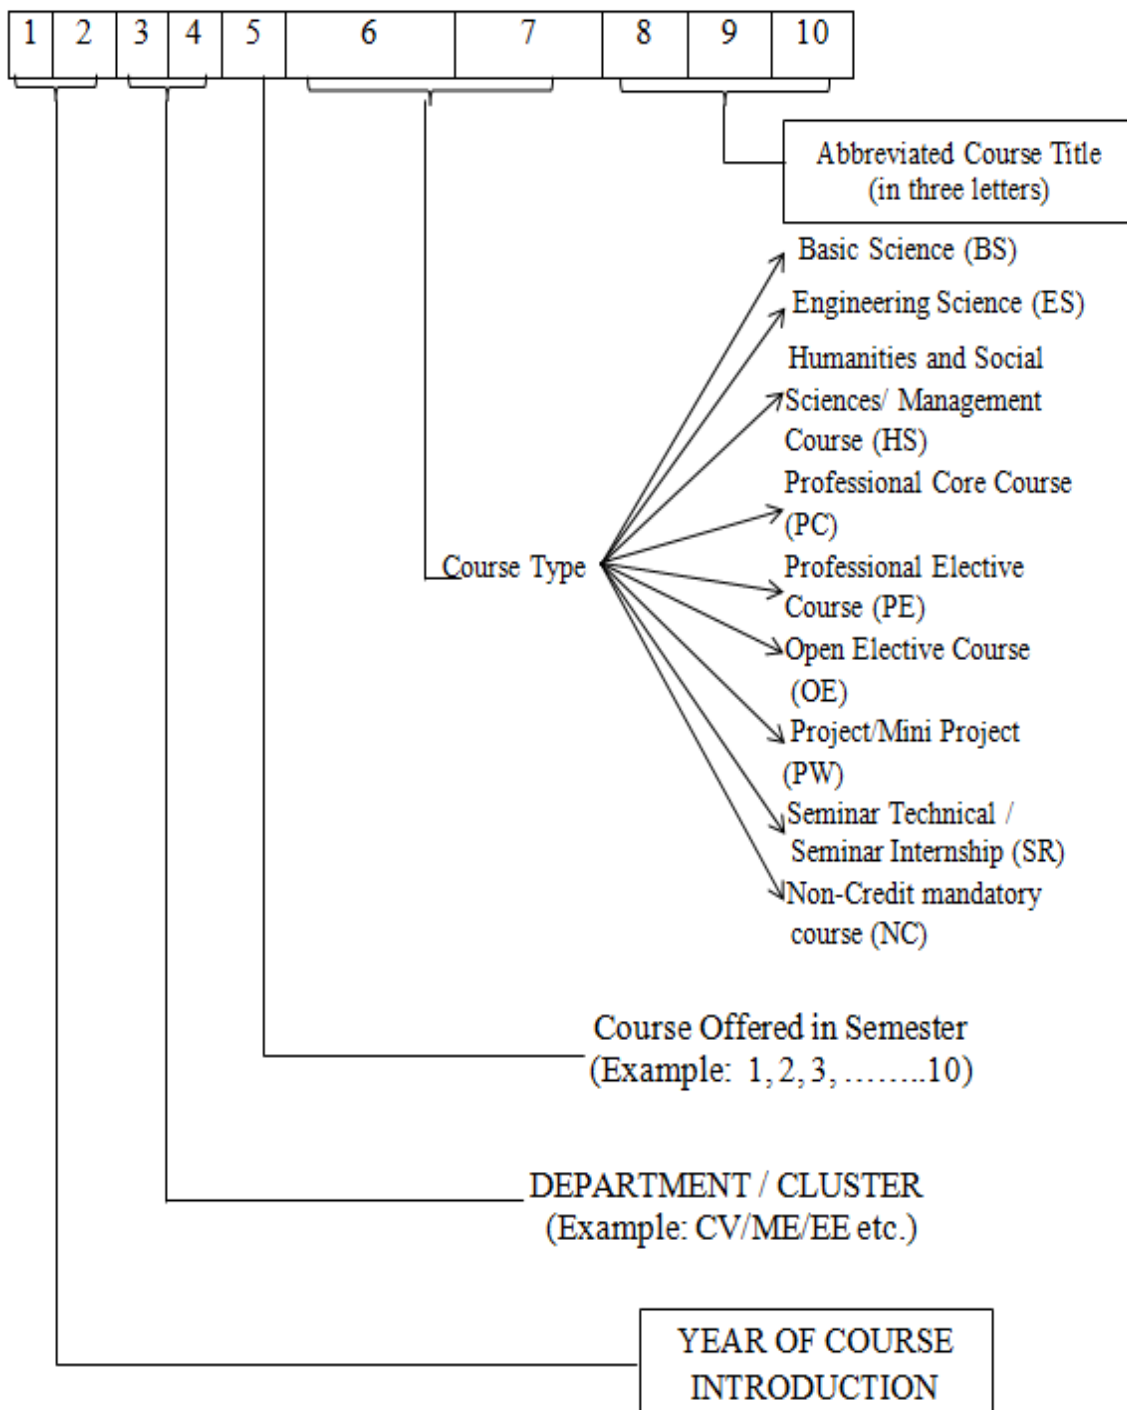 1 2 3 4 5 6 7 8 9 10
Abbreviated Course Title
(in three letters)
Basic Science (BS)
Engineering Science (ES)
Humanities and Social
Sciences/ Management
Course (HS)
Professional Core Course
(PC)
Course Type
Professional Elective
Course (PE)
Open Elective Course
(OE)
Project/Mini Project
(PW)
Seminar Technical /
Seminar Internship (SR)
Non-Credit mandatory
course (NC)
Course Offered in Semester
(Example: 1, 2, 3, ……..10)
DEPARTMENT / CLUSTER
(Example: CV/ME/EE etc.)
YEAR OF COURSE
INTRODUCTION